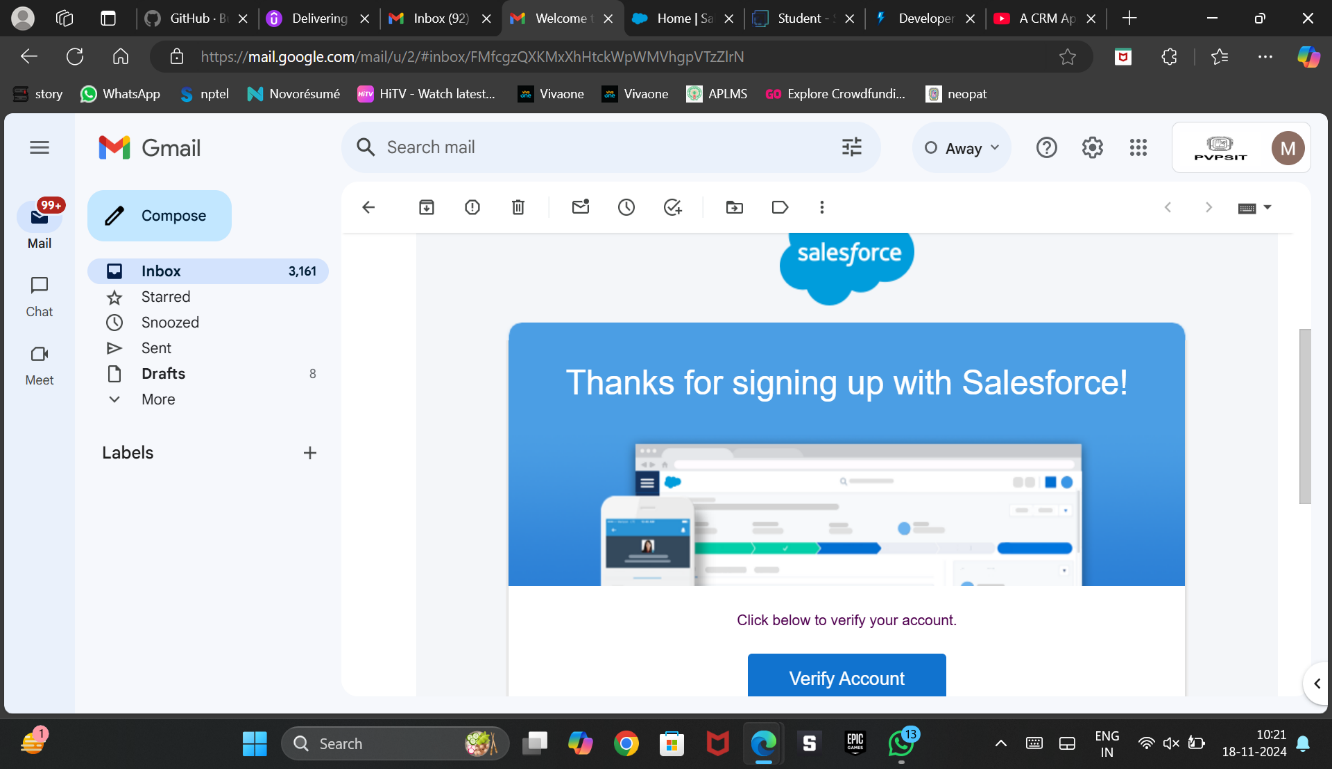 GitHub - B
Delivering
Inbox (92)
Welcome t
Home | Sa
Student -
Developer
A CRM Ap
https://mail.google.com/mail/u/2/#inbox/FMfcgzQXKMxXhHtckWpWMVhgpVTzZlrN
story
WhatsApp
nptel
Novorésumé
HiTV - Watch latest...
Vivaone
Vivaone
APLMS
GO Explore Crowdfundi...
neopat
Gmail
Search mail
Away
PVPSIT
M
99+
Mail
Chat
Meet
Compose
Inbox 3,161
Starred
Snoozed
Sent
Drafts 8
More
Labels
salesforce
Thanks for signing up with Salesforce!
Click below to verify your account.
Verify Account
1
Search
EPIC
GAMES
13
ENG
IN
10:21
18-11-2024